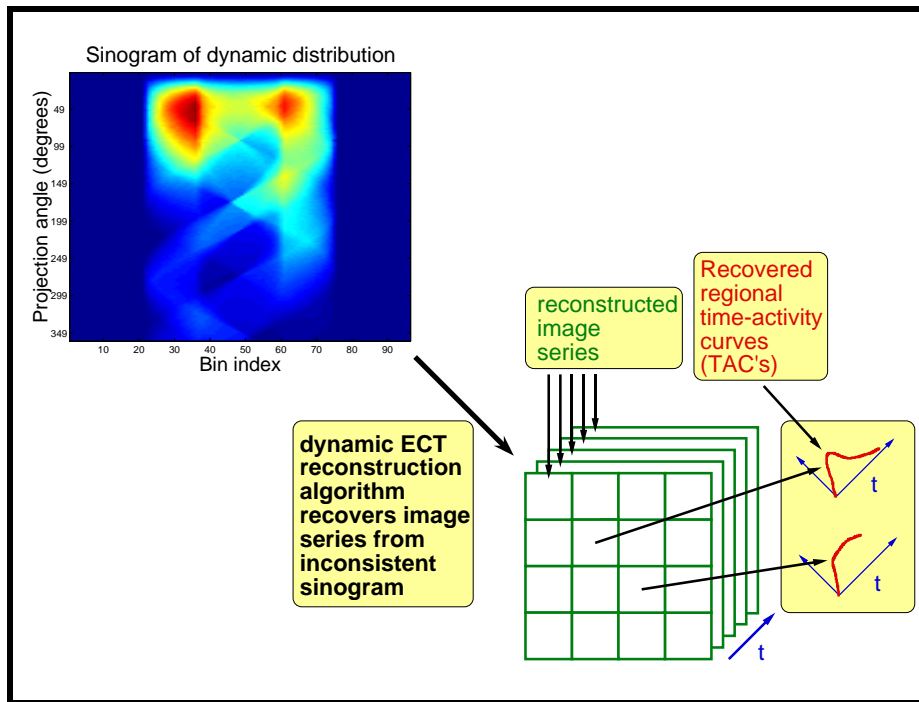 Sinogram of dynamic distribution
Projection angle (degrees)
49
99
149
199
249
299
349
10 20 30 40 50 60 70 80 90
Bin index
dynamic ECT
reconstruction
algorithm
recovers image
series from
inconsistent
sinogram
reconstructed
image
series
Recovered
regional
time-activity
curves
(TAC's)
t
t
t